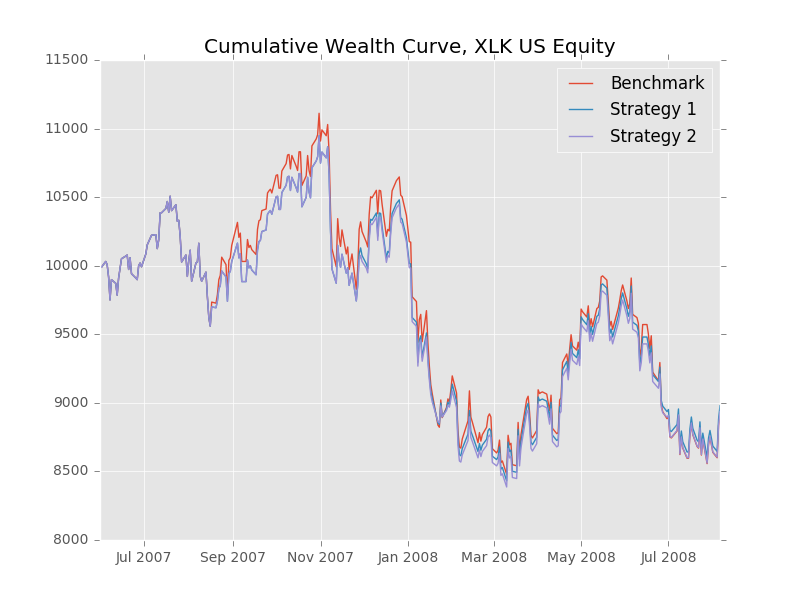 Cumulative Wealth Curve, XLK US Equity
11500
11000
10500
10000
9500
9000
8500
8000
Benchmark
Strategy 1
Strategy 2
Jul 2007
Sep 2007
Nov 2007
Jan 2008
Mar 2008
May 2008
Jul 2008